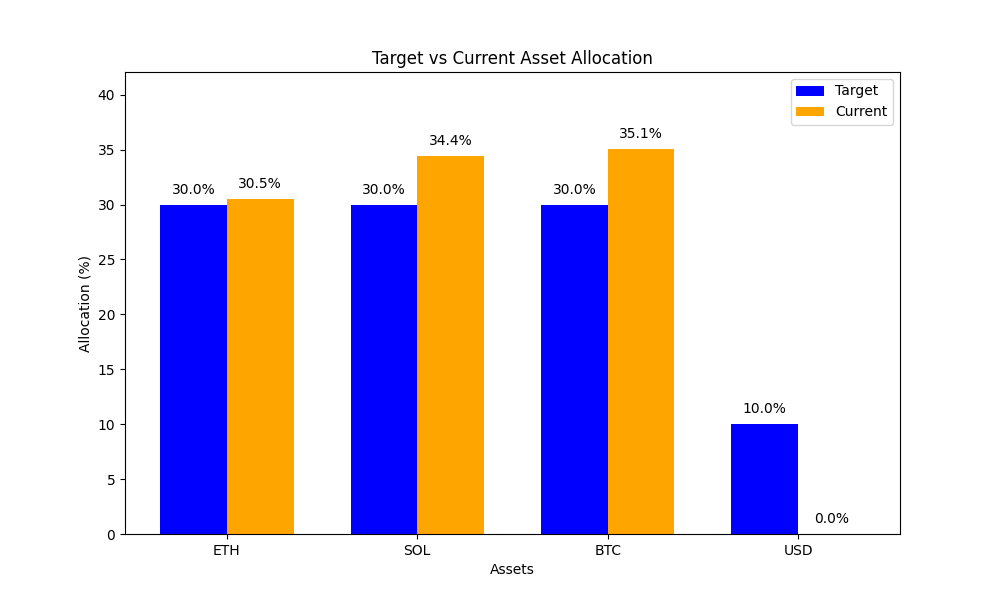 Target vs Current Asset Allocation
Target
Current
40
35
30
25
20
15
10
5
0
Allocation (%)
30.0%
30.5%
30.0%
34.4%
30.0%
35.1%
10.0%
0.0%
ETH
SOL
BTC
USD
Assets